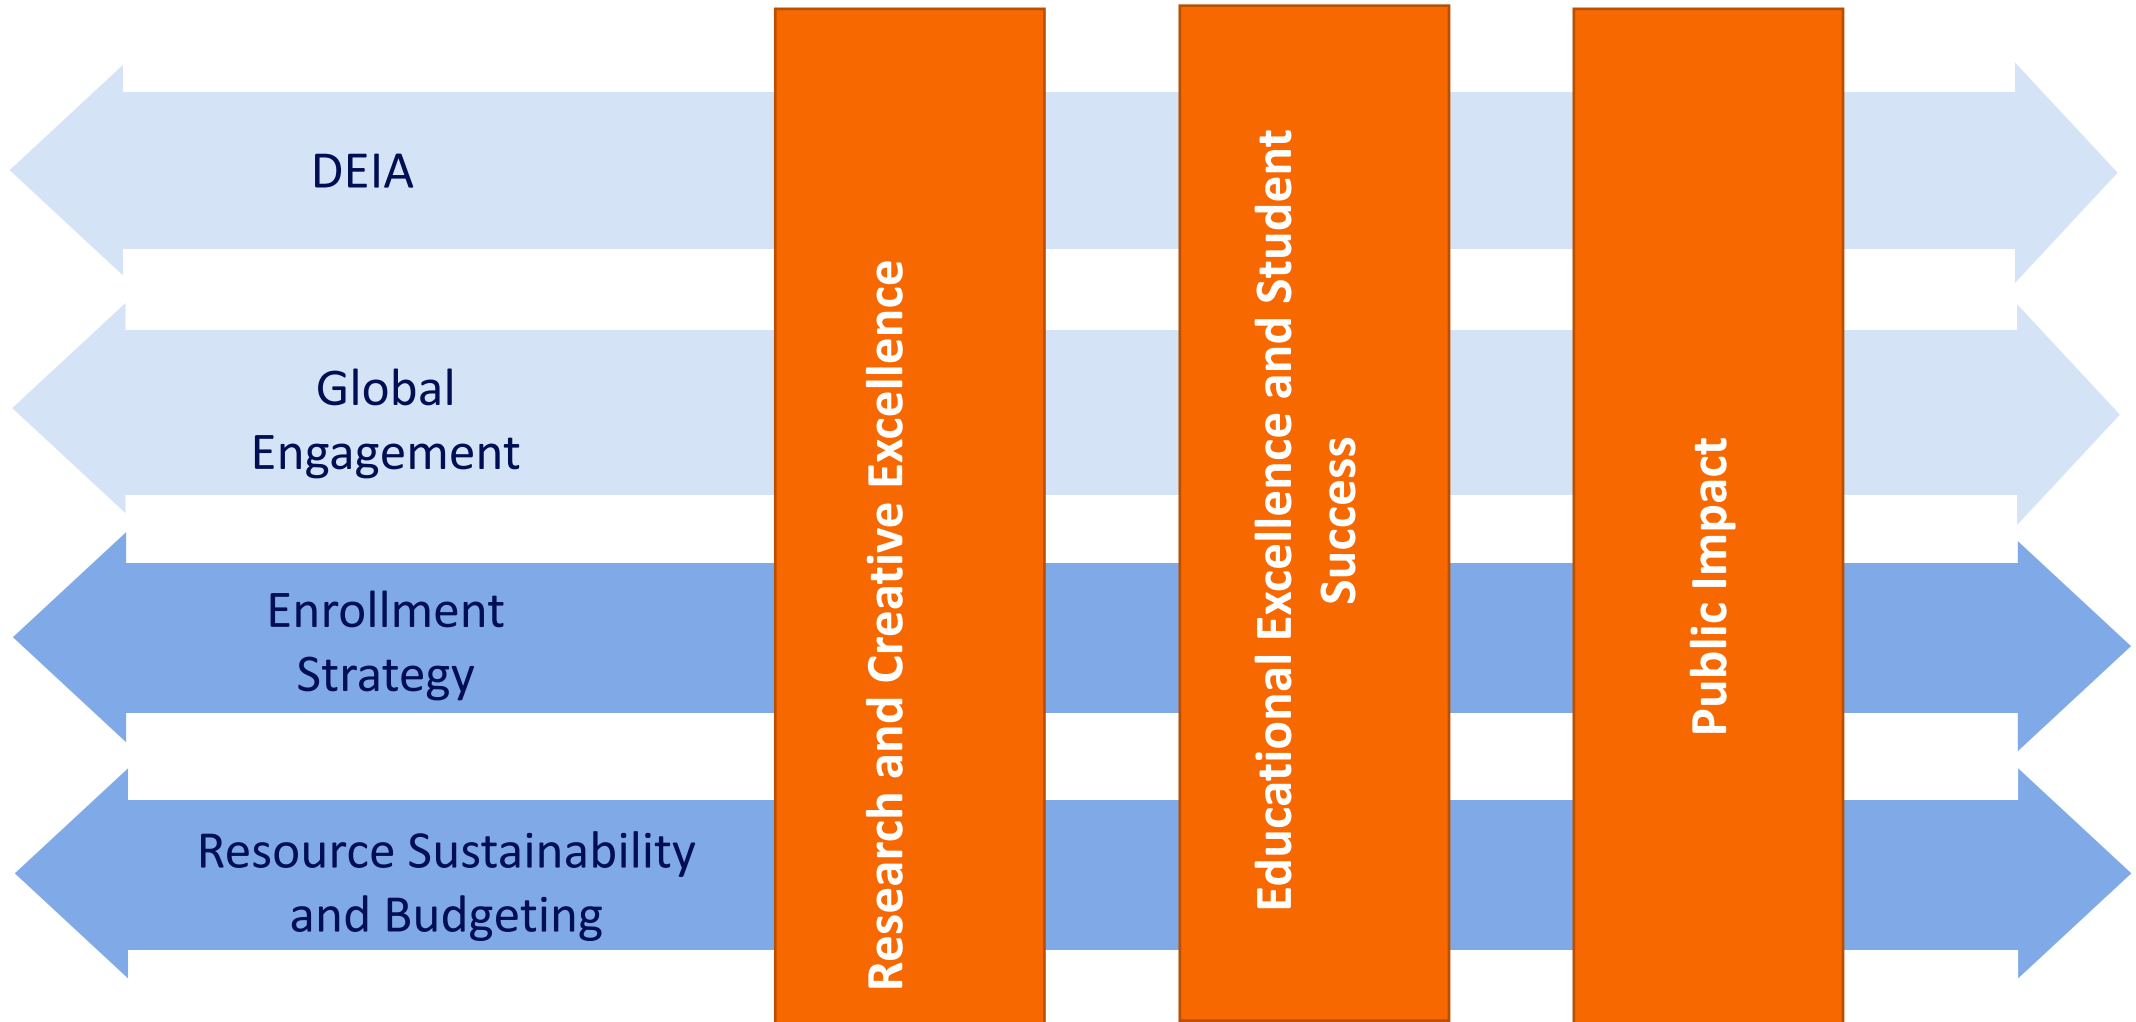 DEIA
Global
Engagement
Enrollment
Strategy
Resource Sustainability
and Budgeting
Research and Creative Excellence
Educational Excellence and Student
Success
Public Impact